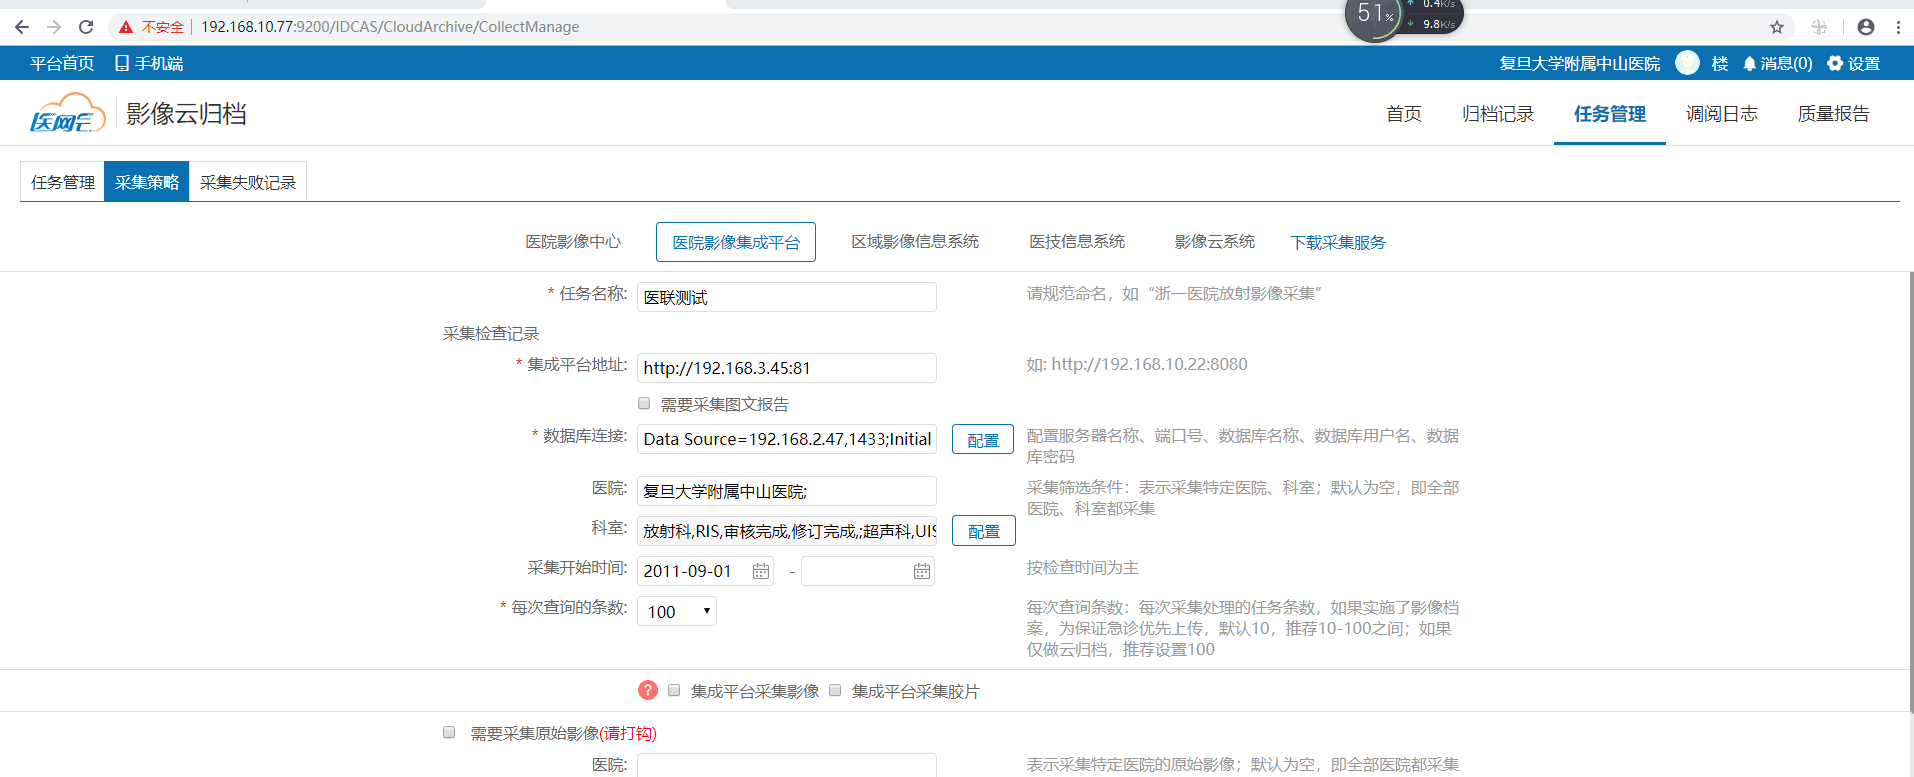 51%
0.4K/s
9.8K/s
不安全
192.168.10.77:9200/IDCAS/CloudArchive/CollectManage
平台首页 手机端
复旦大学附属中山医院 楼 消息(0) 设置
医网云 影像云归档
首页 归档记录 任务管理 调阅日志 质量报告
任务管理 采集策略 采集失败记录
医院影像中心 医院影像集成平台 区域影像信息系统 医技信息系统 影像云系统 下载采集服务
* 任务名称: 医联测试 请规范命名，如“浙一医院放射影像采集”
采集检查记录
* 集成平台地址: http://192.168.3.45:81 如: http://192.168.10.22:8080
需要采集图文报告
* 数据库连接: Data Source=192.168.2.47,1433;Initial 配置 配置服务器名称、端口号、数据库名称、数据库用户名、数据
库密码
医院: 复旦大学附属中山医院; 采集筛选条件：表示采集特定医院、科室；默认为空，即全部
医院、科室都采集
科室: 放射科,RIS,审核完成,修订完成,;超声科,UIS 配置
采集开始时间: 2011-09-01 - 按检查时间为主
* 每次查询的条数: 100 每次查询条数：每次采集处理的任务条数，如果实施了影像档
案，为保证急诊优先上传，默认10，推荐10-100之间；如果
仅做云归档，推荐设置100
? 集成平台采集影像 集成平台采集胶片
需要采集原始影像(请打钩)
医院: 表示采集特定医院的原始影像；默认为空，即全部医院都采集